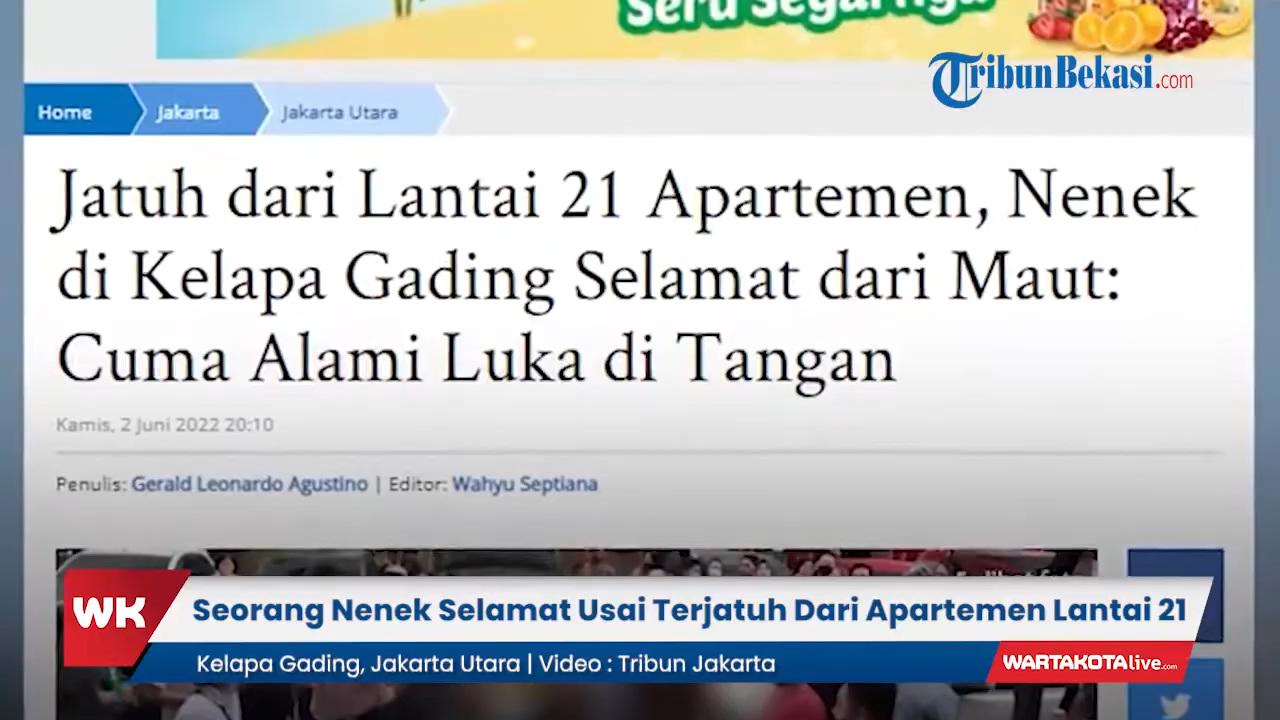 Seru Segarnya
TribunBekasi.com
Home
Jakarta
Jakarta Utara
Jatuh dari Lantai 21 Apartemen, Nenek
di Kelapa Gading Selamat dari Maut:
Cuma Alami Luka di Tangan
Kamis, 2 Juni 2022 20:10
Penulis: Gerald Leonardo Agustino | Editor: Wahyu Septiana
WK
Seorang Nenek Selamat Usai Terjatuh Dari Apartemen Lantai 21
Kelapa Gading, Jakarta Utara | Video : Tribun Jakarta
WARTAKOTAlive.com